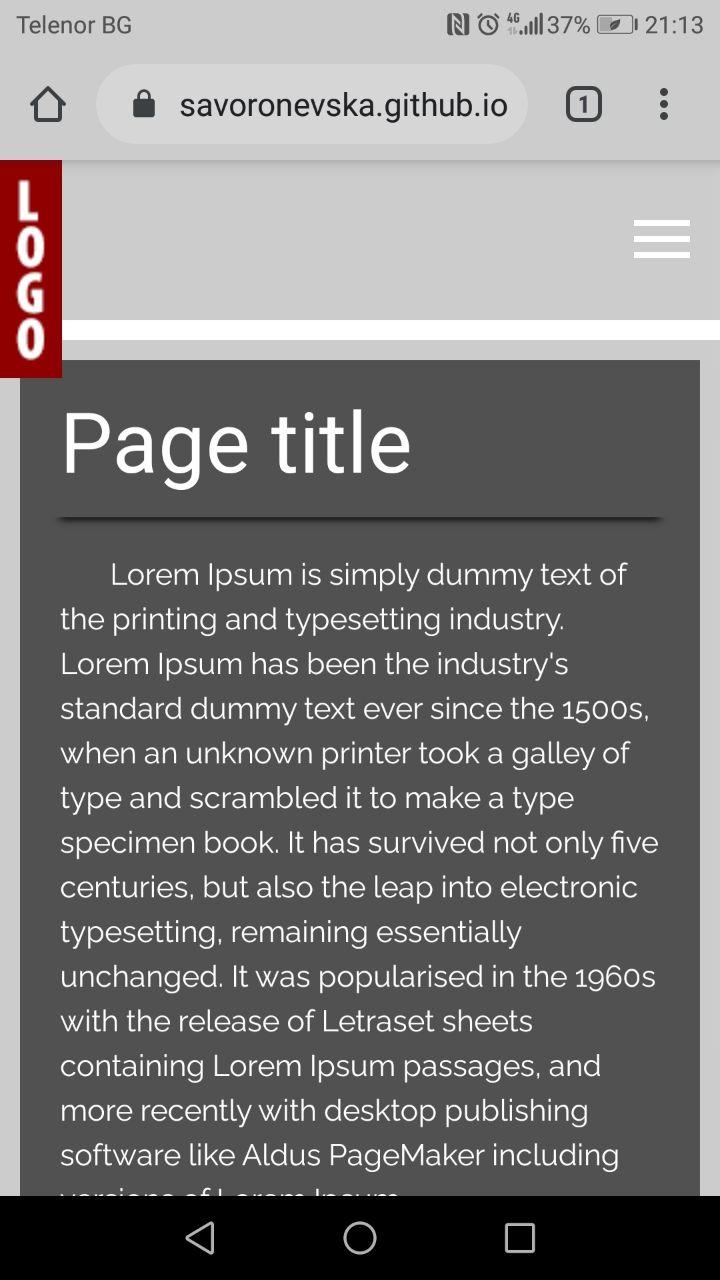 Telenor BG
4G 37% 21:13
savoronevska.github.io
1
LOGO
Page title
Lorem Ipsum is simply dummy text of
the printing and typesetting industry.
Lorem Ipsum has been the industry's
standard dummy text ever since the 1500s,
when an unknown printer took a galley of
type and scrambled it to make a type
specimen book. It has survived not only five
centuries, but also the leap into electronic
typesetting, remaining essentially
unchanged. It was popularised in the 1960s
with the release of Letraset sheets
containing Lorem Ipsum passages, and
more recently with desktop publishing
software like Aldus PageMaker including
versions of Lorem Ipsum.